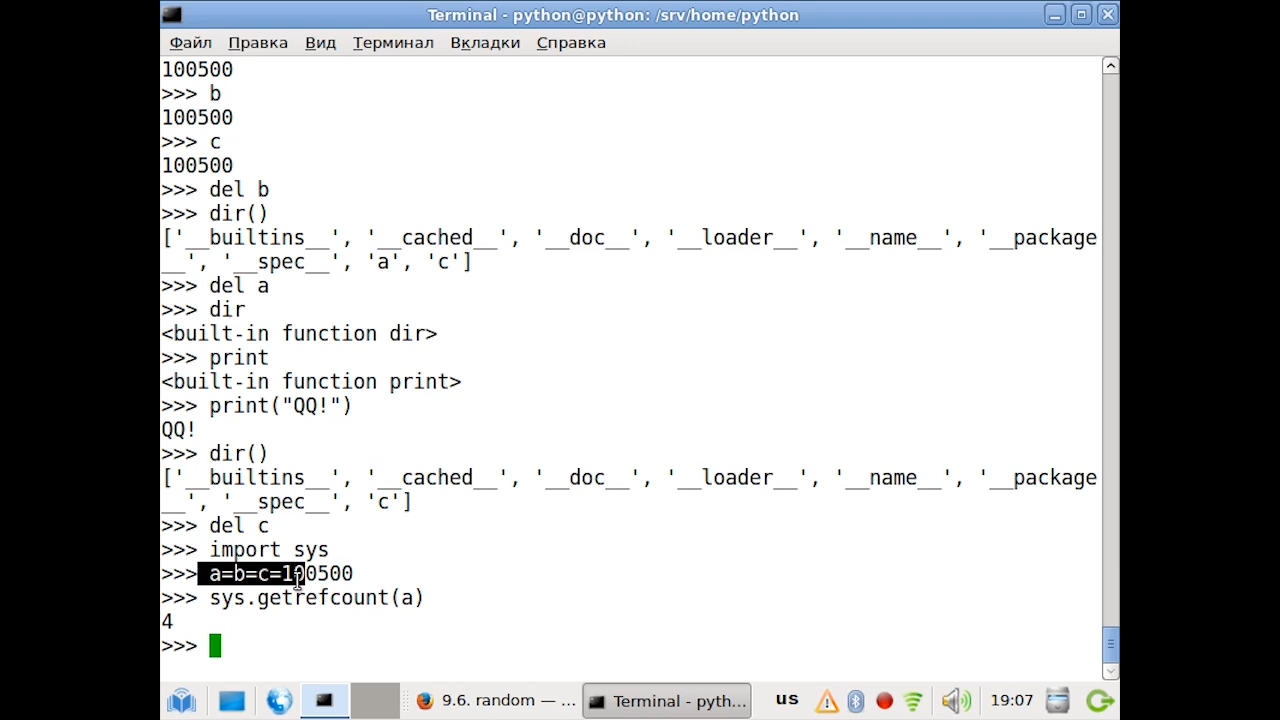 Terminal - python@python: /srv/home/python
Файл Правка Вид Терминал Вкладки Справка
100500
>>> b
100500
>>> c
100500
>>> del b
>>> dir()
['__builtins__', '__cached__', '__doc__', '__loader__', '__name__', '__package
__', '__spec__', 'a', 'c']
>>> del a
>>> dir
<built-in function dir>
>>> print
<built-in function print>
>>> print("QQ!")
QQ!
>>> dir()
['__builtins__', '__cached__', '__doc__', '__loader__', '__name__', '__package
__', '__spec__', 'c']
>>> del c
>>> import sys
>>> a=b=c=100500
>>> sys.getrefcount(a)
4
>>>
9.6. random — ... Terminal - pyth... us 19:07